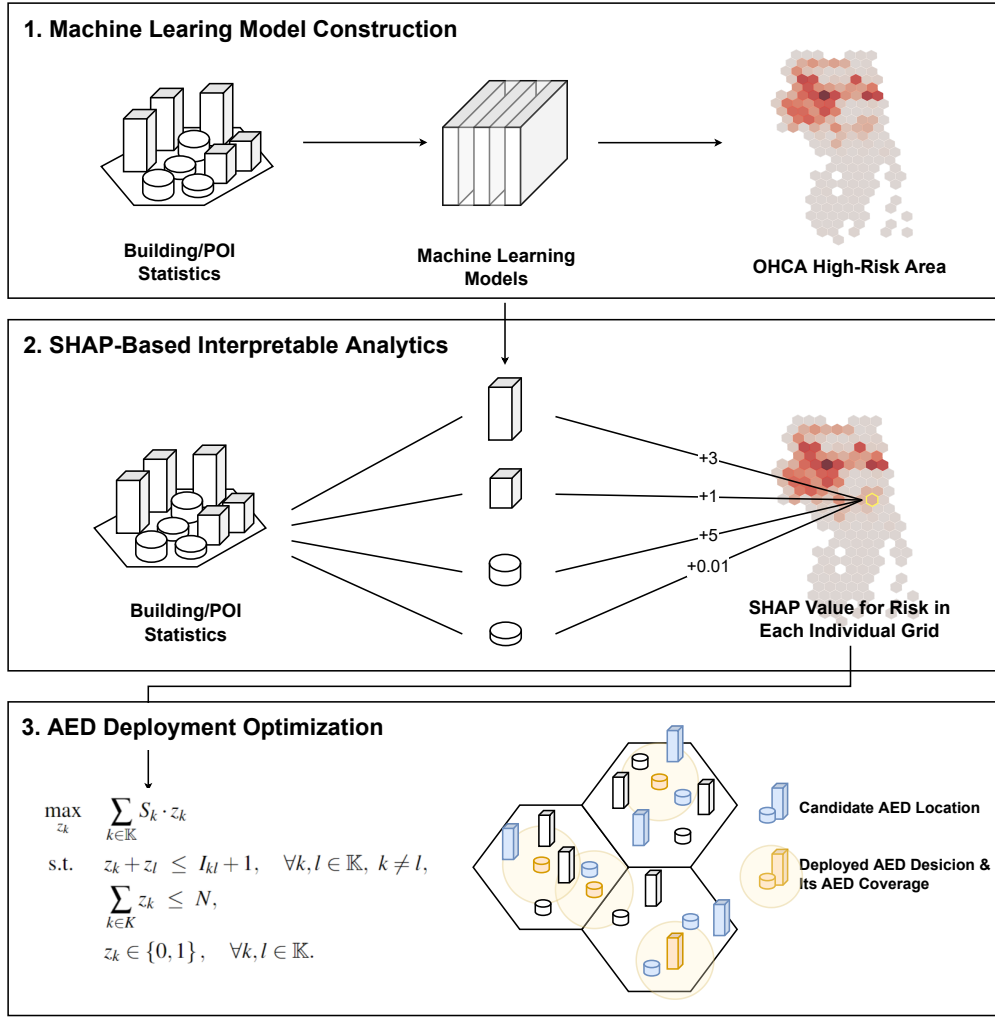 1. Machine Learing Model Construction
Building/POI
Statistics
Machine Learning
Models
OHCA High-Risk Area
2. SHAP-Based Interpretable Analytics
+3
+1
+5
+0.01
Building/POI
Statistics
SHAP Value for Risk in
Each Individual Grid
3. AED Deployment Optimization
max_{z_k} ∑_{k∈𝕂} S_k · z_k
s.t. z_k + z_l ≤ I_{kl} + 1, ∀k, l ∈ 𝕂, k ≠ l,
∑_{k∈K} z_k ≤ N,
z_k ∈ {0, 1}, ∀k, l ∈ 𝕂.
Candidate AED Location
Deployed AED Desicion &
Its AED Coverage